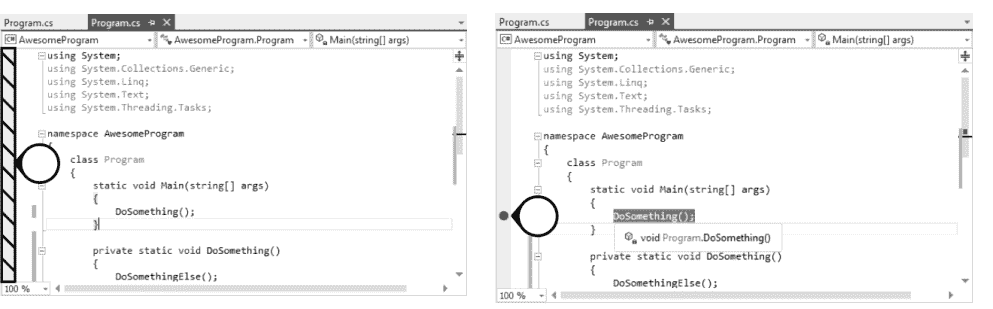 Program.cs
Program.cs
AwesomeProgram
AwesomeProgram.Program
Main(string[] args)
using System;
using System.Collections.Generic;
using System.Linq;
using System.Text;
using System.Threading.Tasks;
namespace AwesomeProgram
{
class Program
{
static void Main(string[] args)
{
DoSomething();
}
private static void DoSomething()
{
DoSomethingElse();
100 %
Program.cs
Program.cs
AwesomeProgram
AwesomeProgram.Program
Main(string[] args)
using System;
using System.Collections.Generic;
using System.Linq;
using System.Text;
using System.Threading.Tasks;
namespace AwesomeProgram
{
class Program
{
static void Main(string[] args)
{
DoSomething();
}
void Program.DoSomething()
private static void DoSomething()
{
DoSomethingElse();
100 %